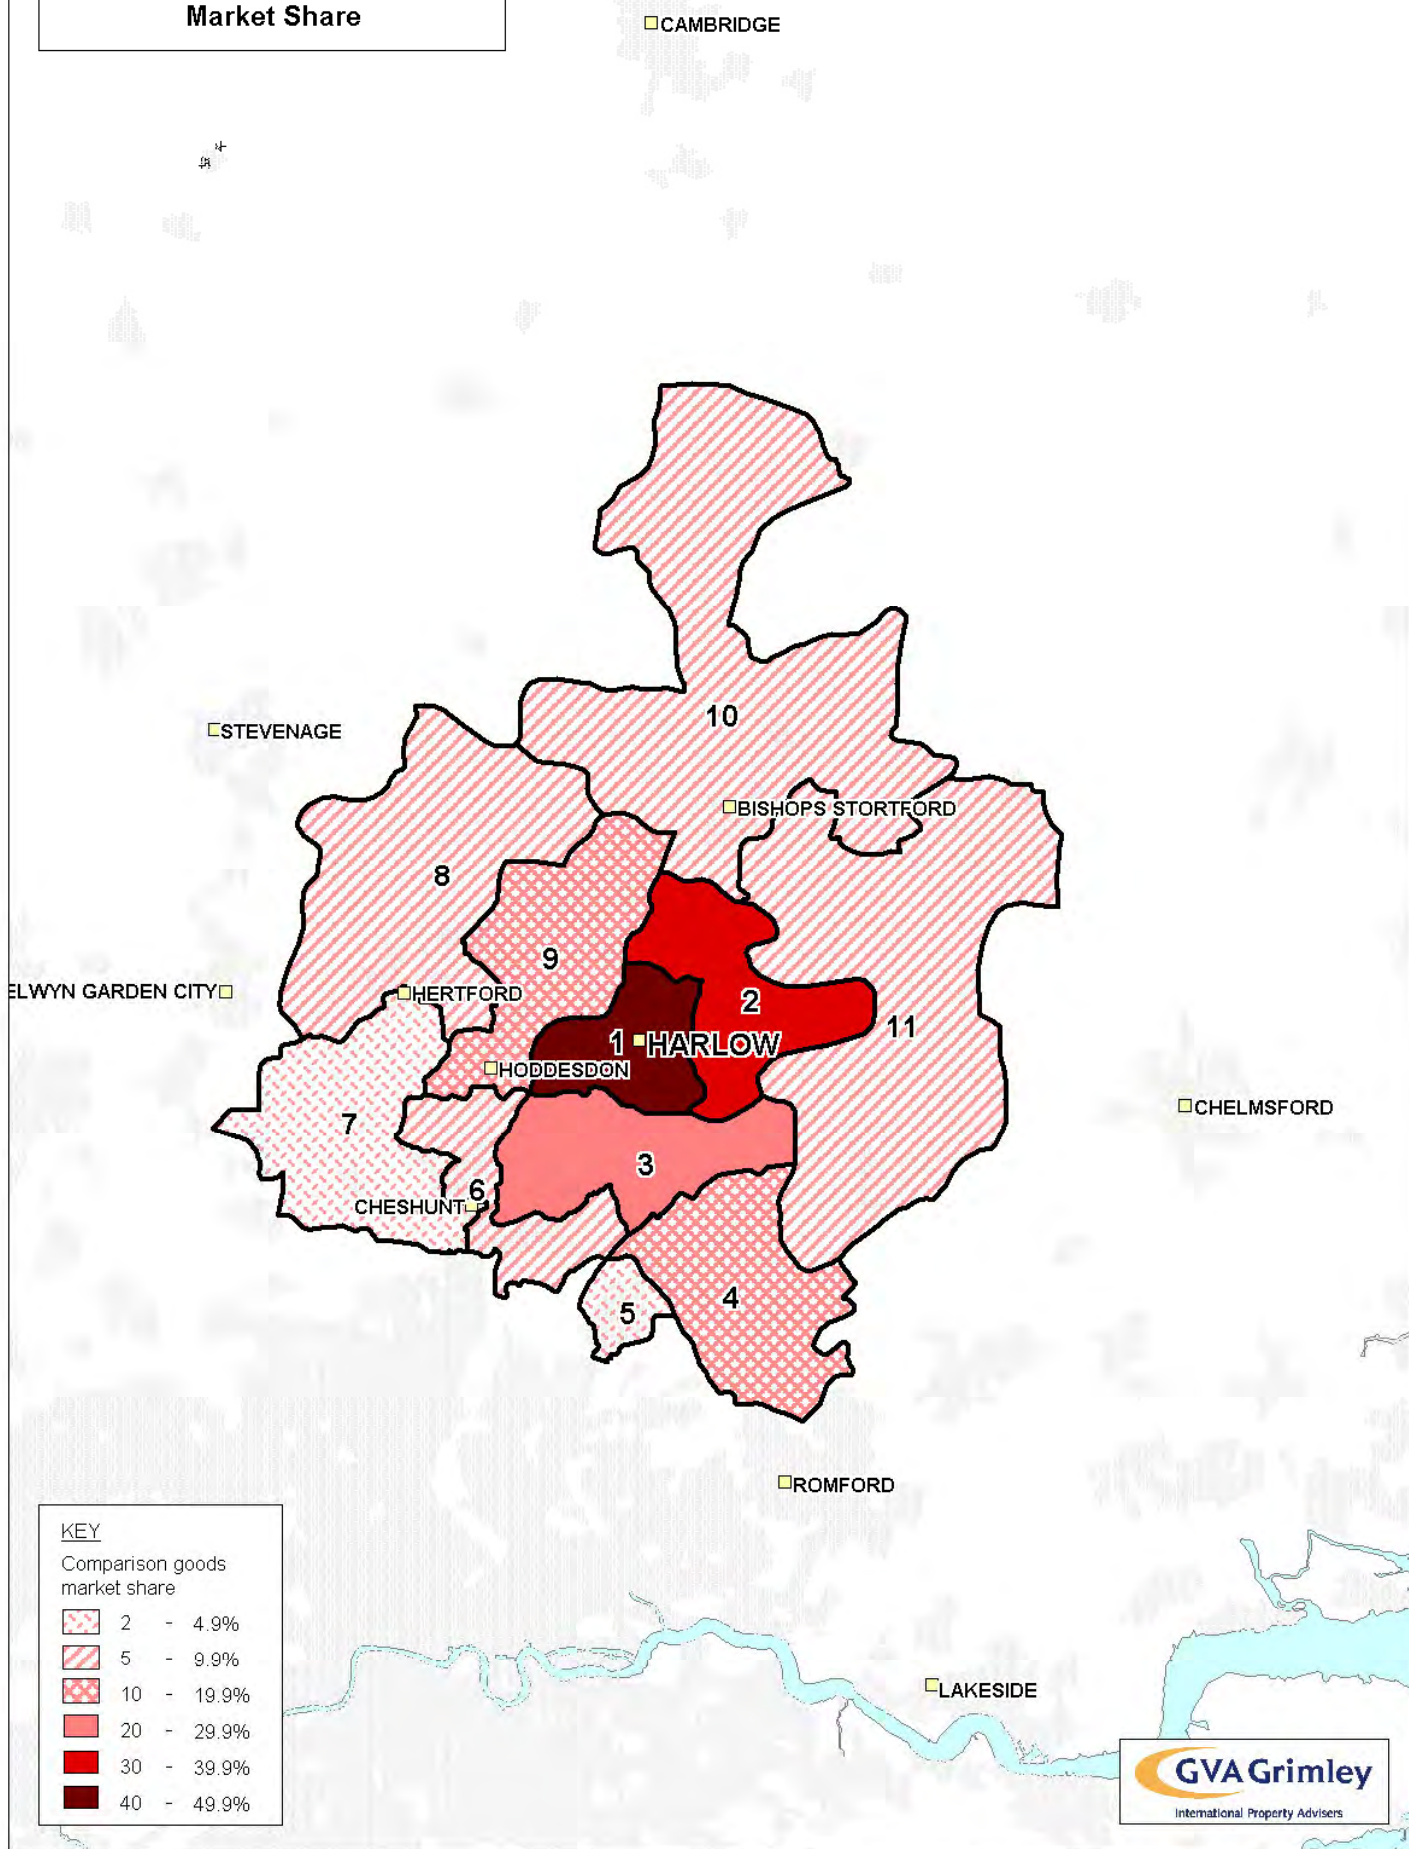 Market Share
CAMBRIDGE
STEVENAGE
10
BISHOPS STORTFORD
8
9
ELWYN GARDEN CITY
HERTFORD
2
11
1
HARLOW
HODDESDON
CHELMSFORD
7
3
6
CHESHUNT
4
5
ROMFORD
KEY
Comparison goods
market share
2 - 4.9%
5 - 9.9%
10 - 19.9%
20 - 29.9%
30 - 39.9%
40 - 49.9%
LAKESIDE
GVA Grimley
International Property Advisers